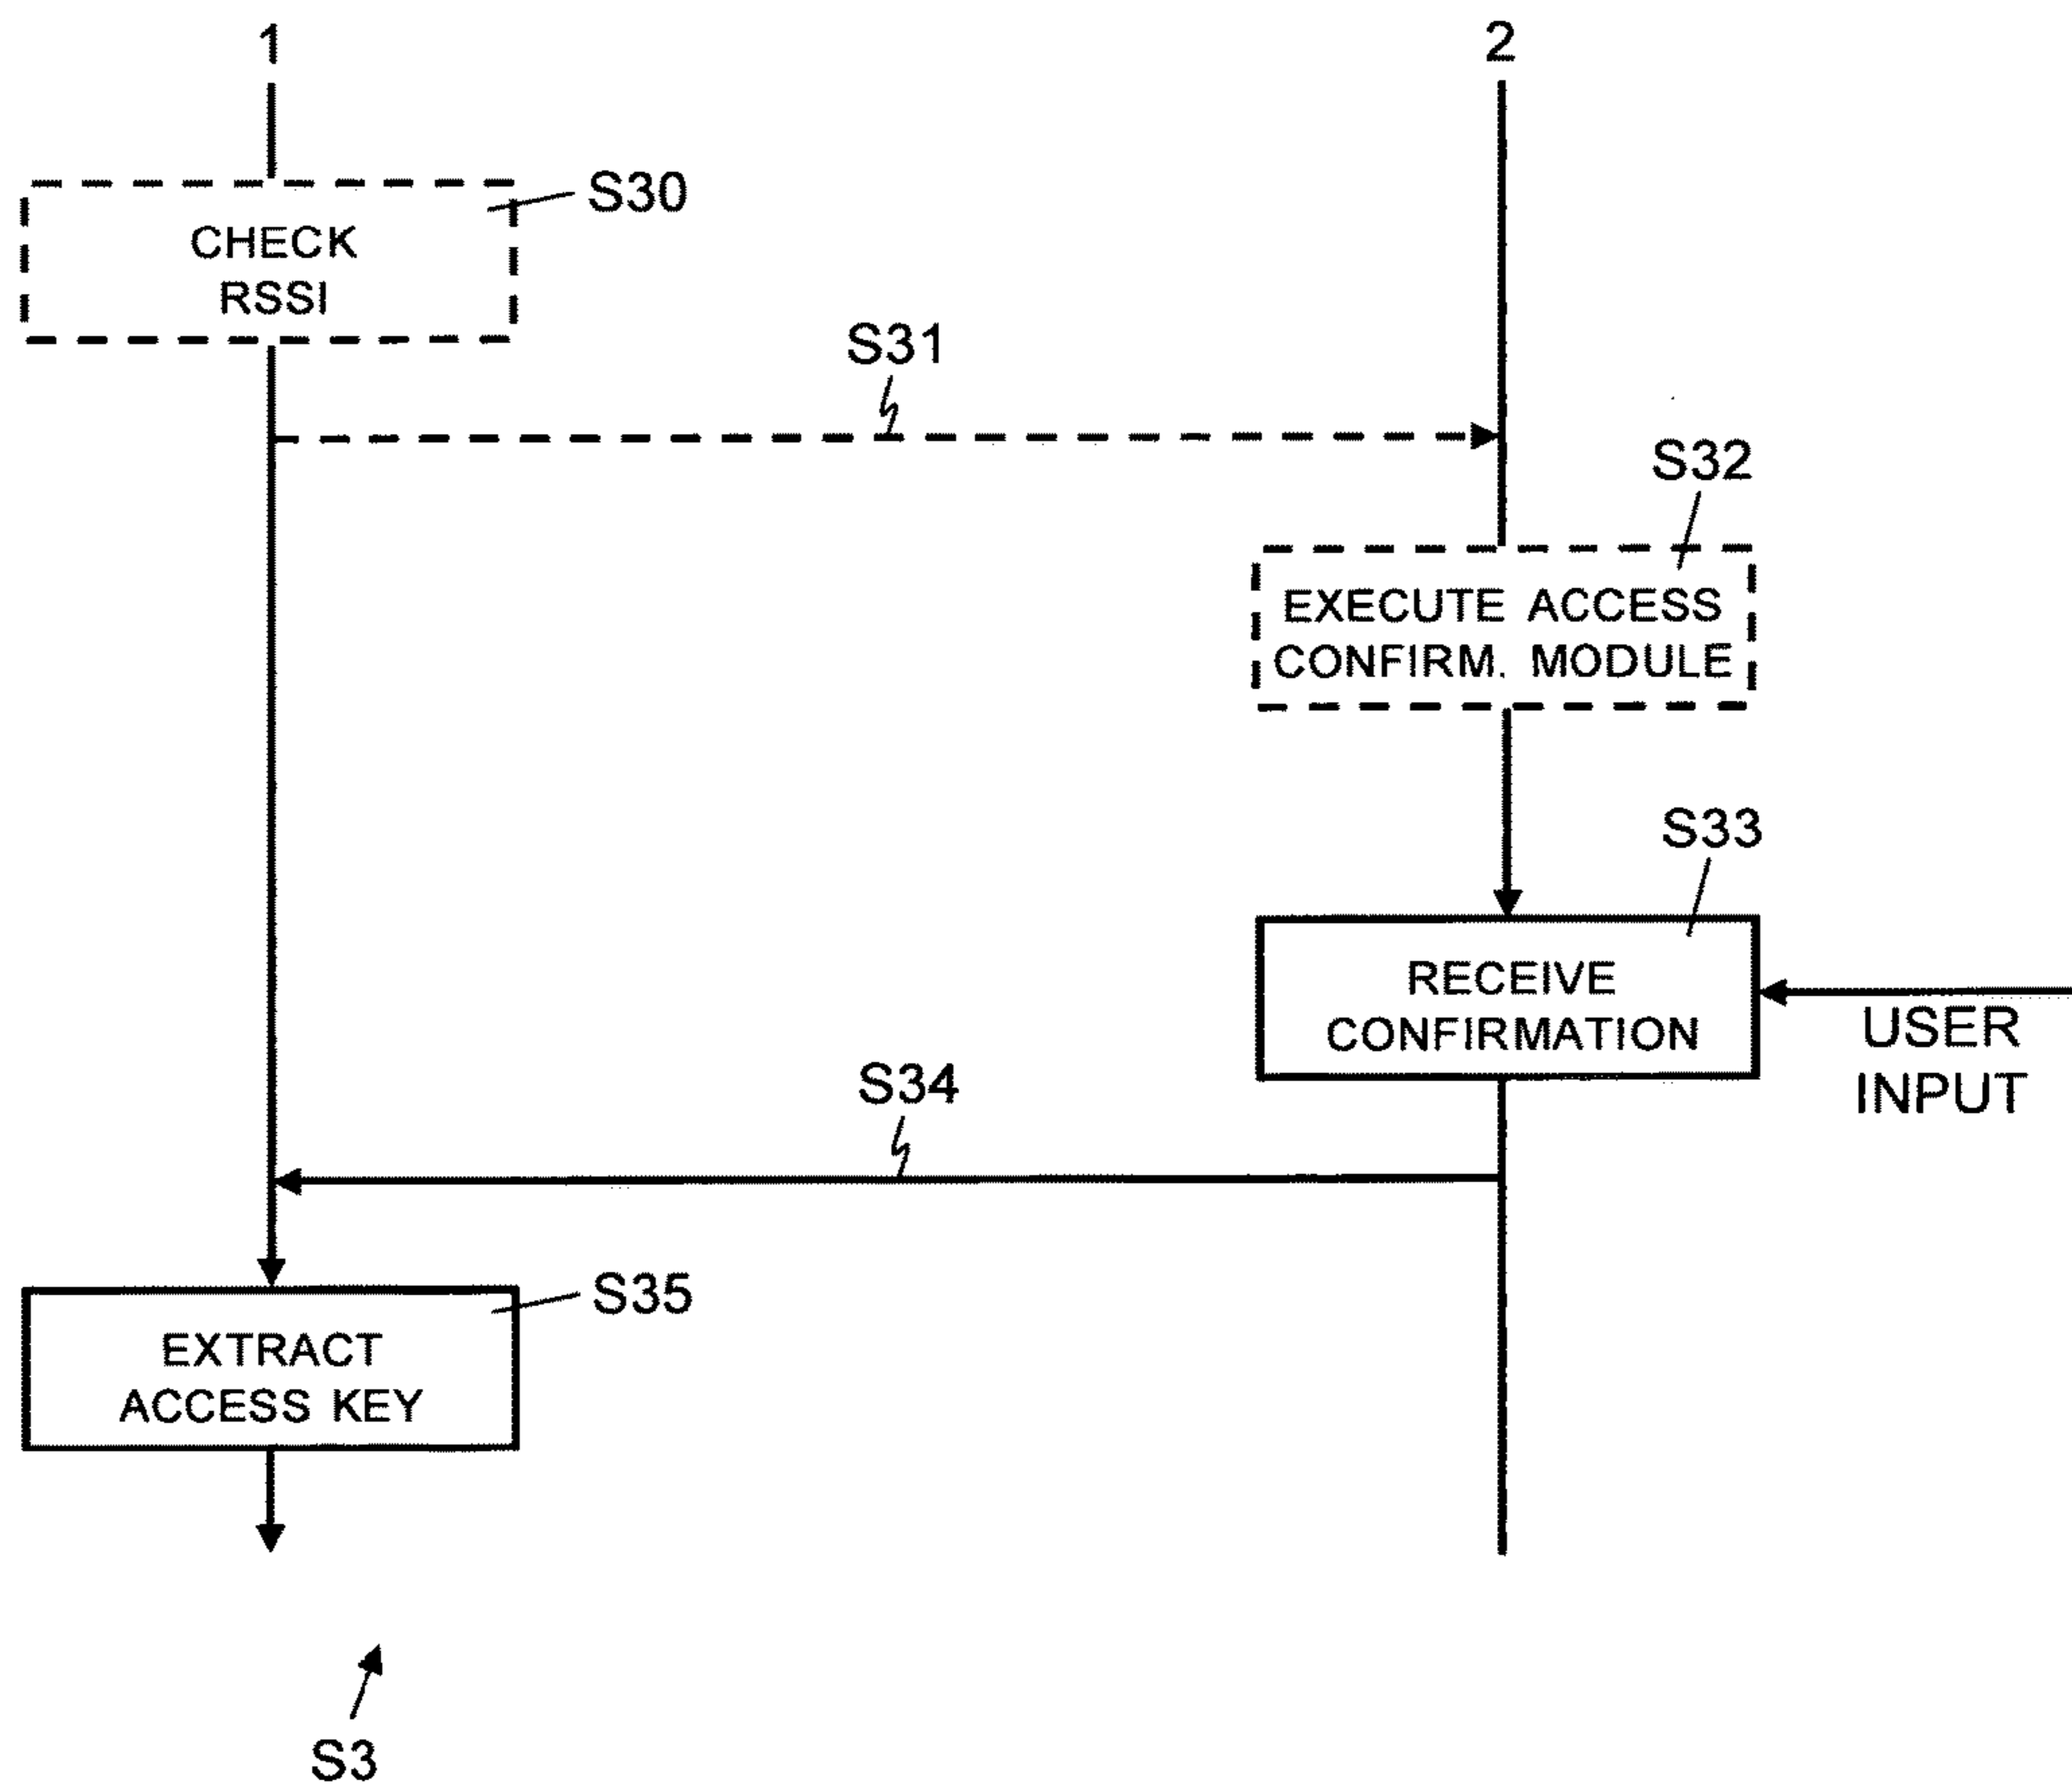 1
2
S30
CHECK
RSSI
S31
S32
EXECUTE ACCESS
CONFIRM. MODULE
S33
RECEIVE
CONFIRMATION
USER
INPUT
S34
S35
EXTRACT
ACCESS KEY
S3